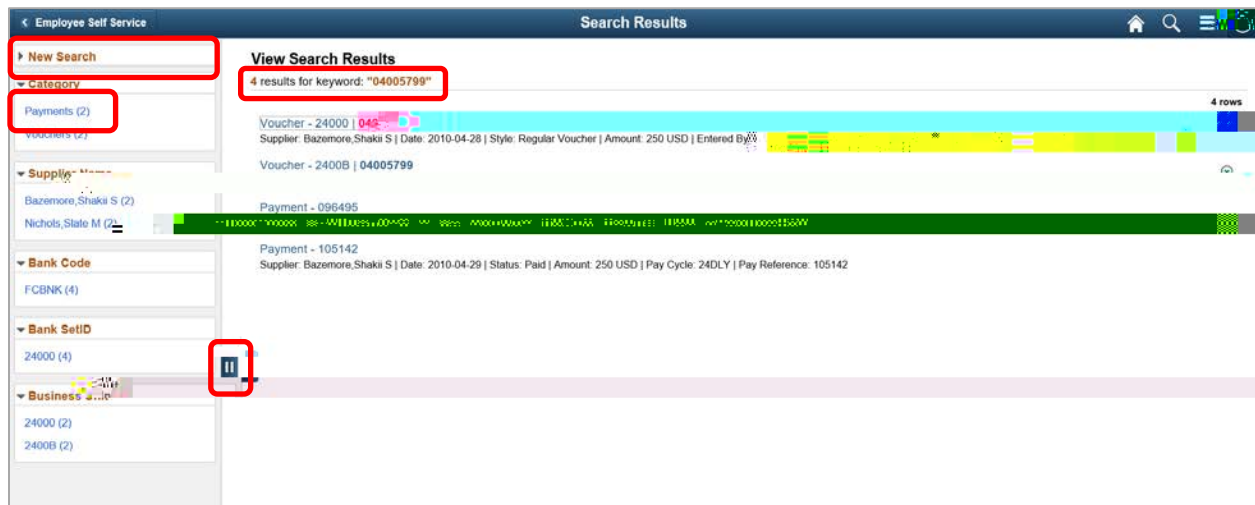 Employee Self Service
Search Results
New Search
Category
Payments (2)
Vouchers (2)
Supplier Name
Bazemore,Shakii S (2)
Nichols,Slate M (2)
Bank Code
FCBNK (4)
Bank SetID
24000 (4)
Business
24000 (2)
2400B (2)
View Search Results
4 results for keyword: "04005799"
4 rows
Voucher - 24000 |
Supplier: Bazemore,Shakii S | Date: 2010-04-28 | Style: Regular Voucher | Amount: 250 USD | Entered By
Voucher - 2400B | 04005799
Payment - 096495
Payment - 105142
Supplier: Bazemore,Shakii S | Date: 2010-04-29 | Status: Paid | Amount: 250 USD | Pay Cycle: 24DLY | Pay Reference: 105142